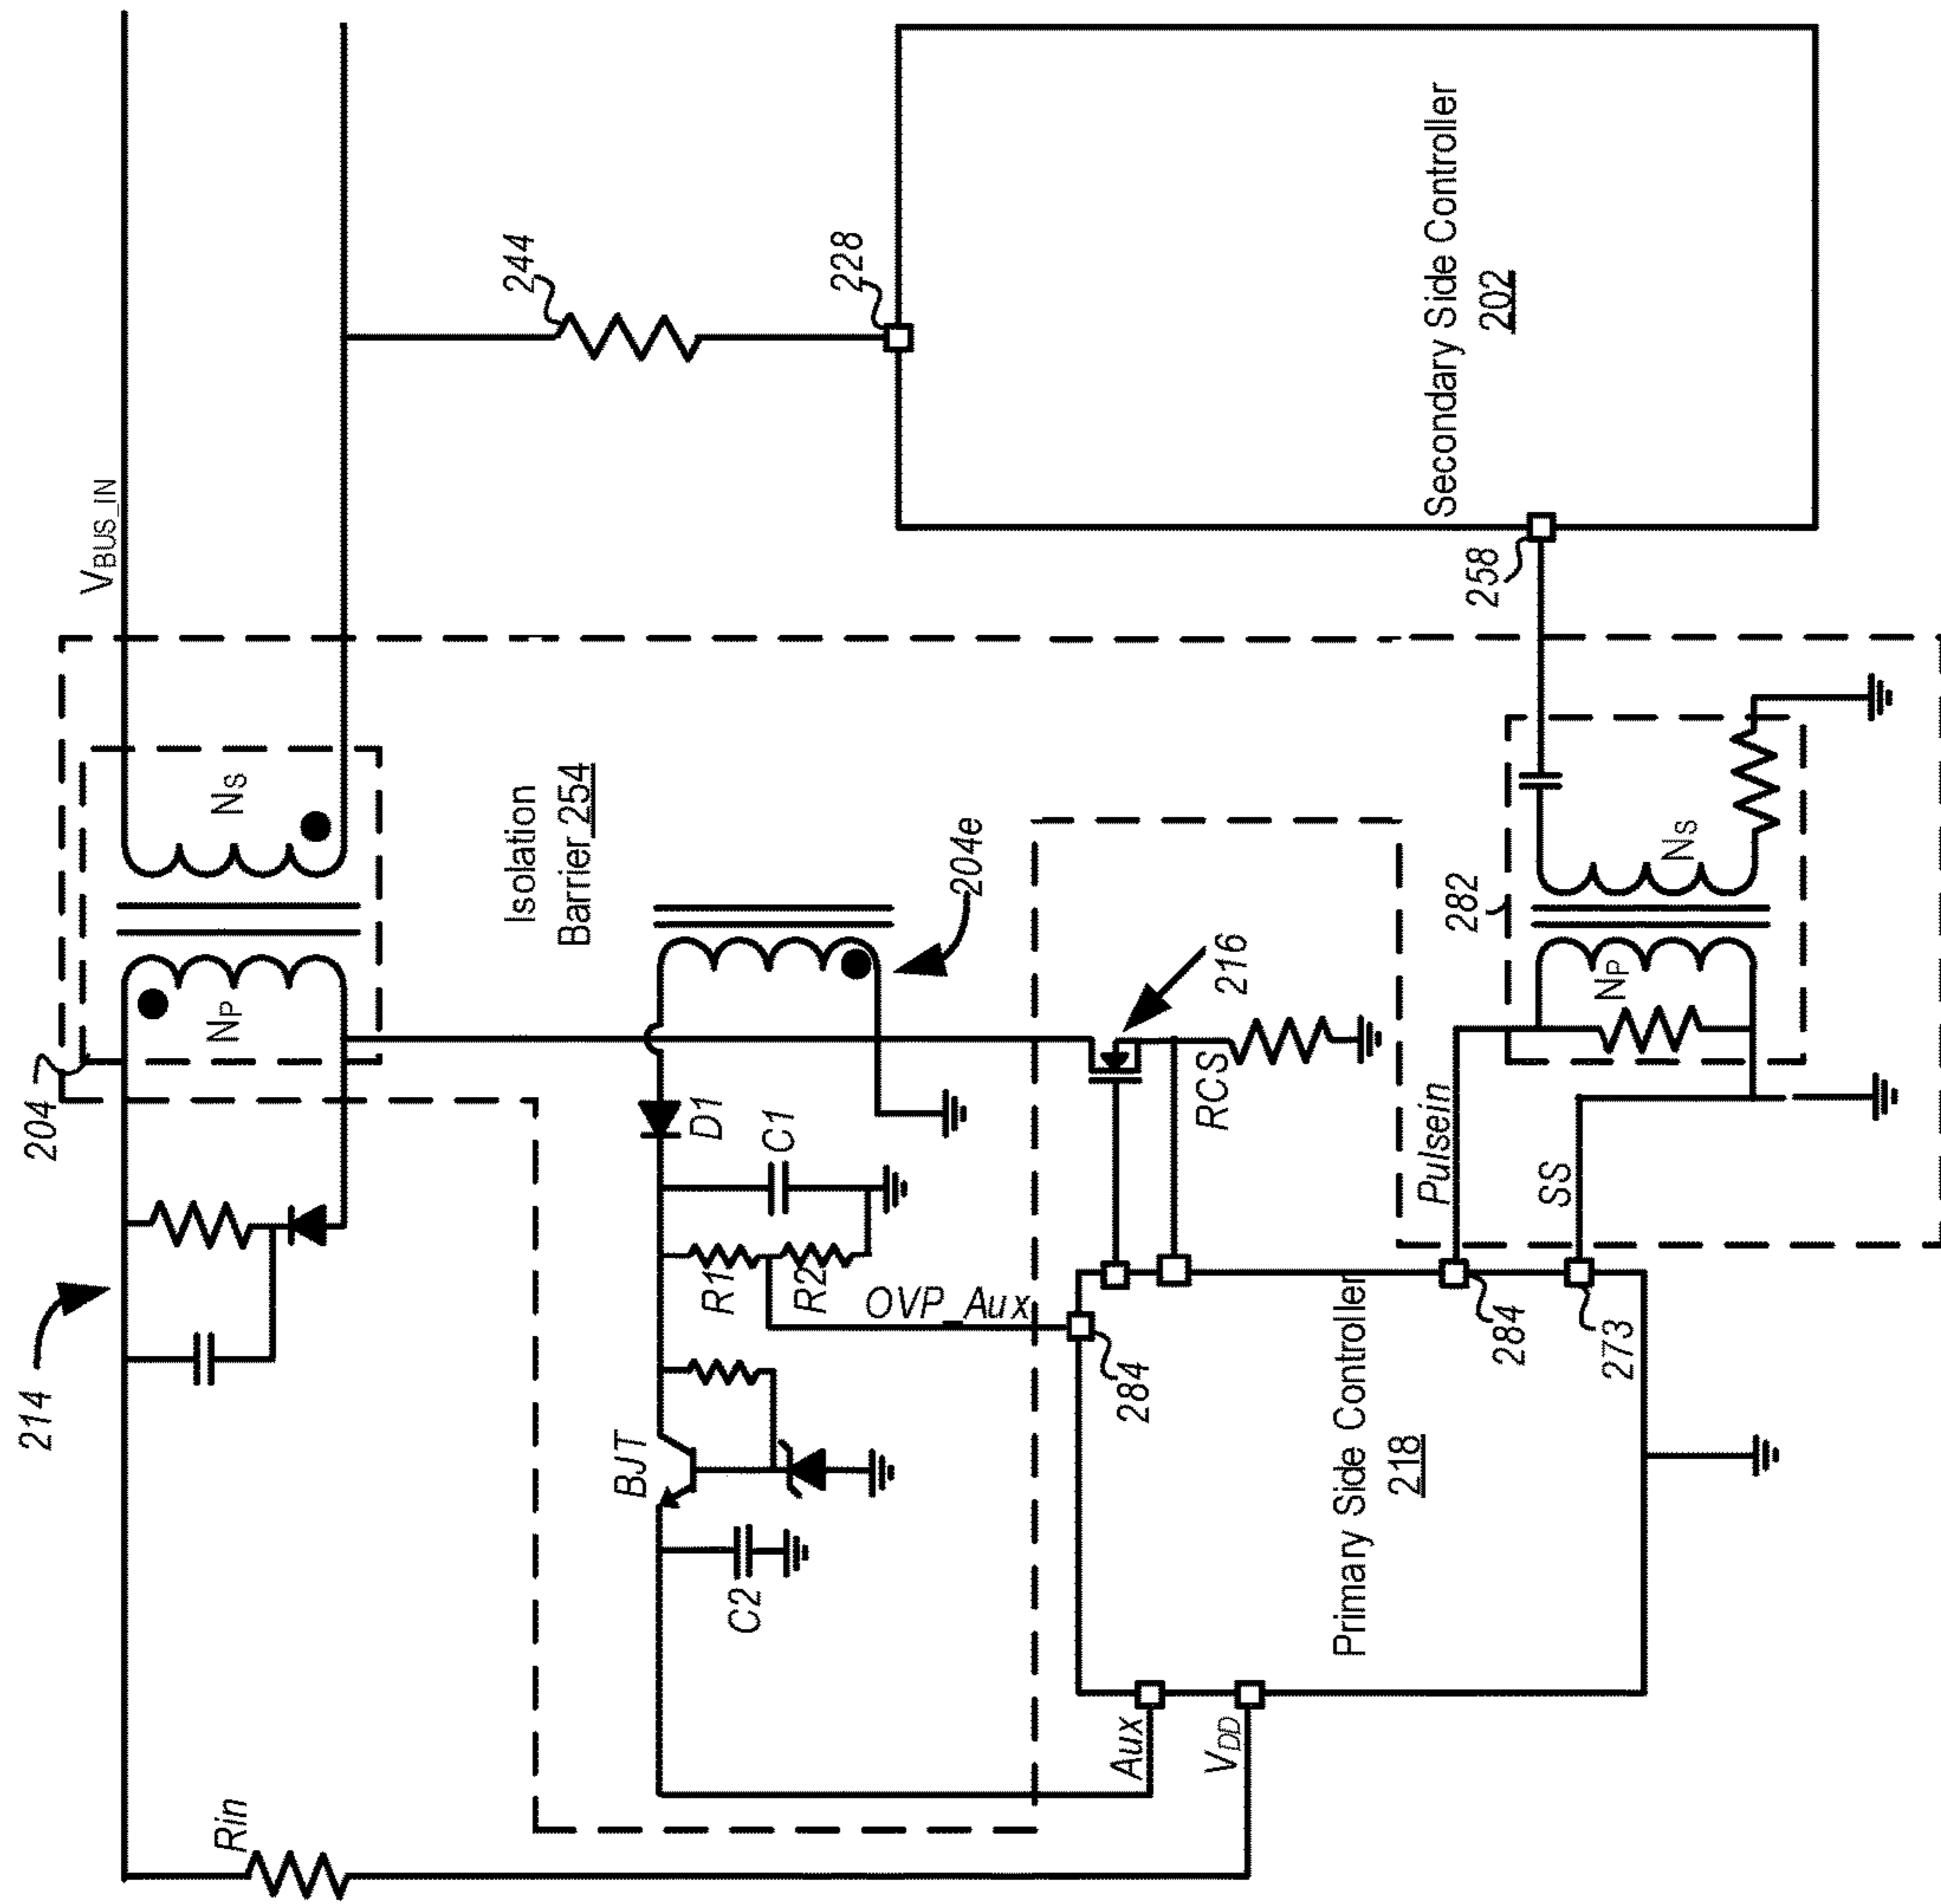 V_BUS_IN
204
N_P
N_S
214
Rin
244
228
Isolation
Barrier 254
204e
D1
C1
R1
R2
OVP_Aux
BJT
C2
216
RCS
284
Aux
V_DD
Primary Side Controller
218
Secondary Side Controller
202
258
282
N_P
N_S
Pulsein
SS
284
273